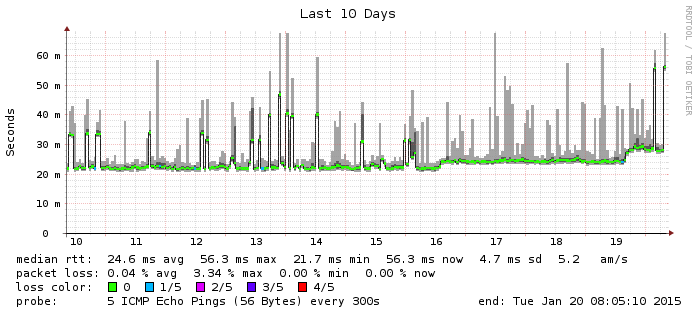 Last 10 Days
RRDTOOL / TOBI OETIKER
Seconds
60 m
50 m
40 m
30 m
20 m
10 m
0
10 11 12 13 14 15 16 17 18 19
median rtt: 24.6 ms avg 56.3 ms max 21.7 ms min 56.3 ms now 4.7 ms sd 5.2 am/s
packet loss: 0.04 % avg 3.34 % max 0.00 % min 0.00 % now
loss color: 0 1/5 2/5 3/5 4/5
probe: 5 ICMP Echo Pings (56 Bytes) every 300s end: Tue Jan 20 08:05:10 2015